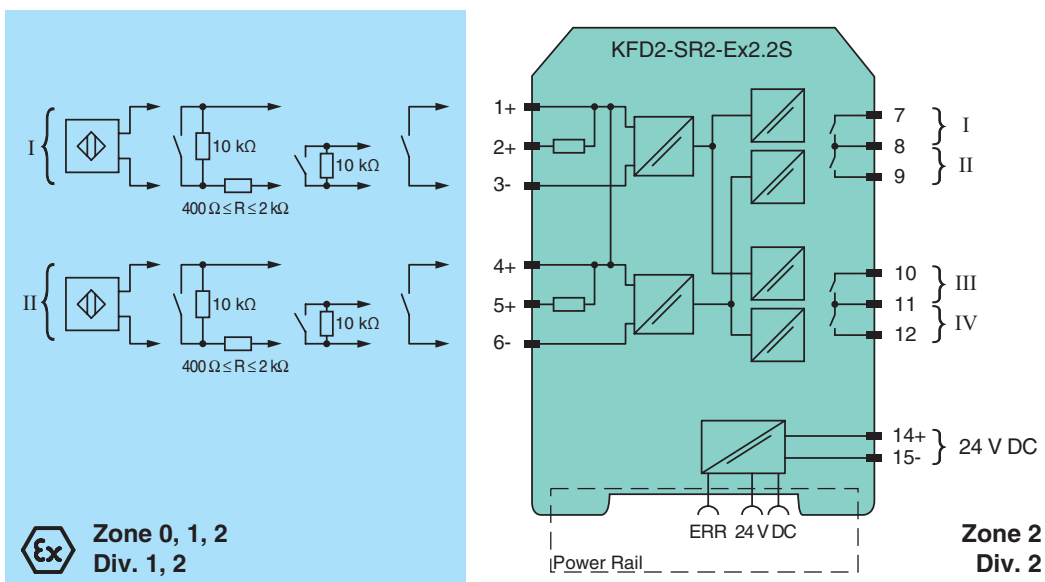 KFD2-SR2-Ex2.2S
I
10 kΩ
10 kΩ
400 Ω ≤ R ≤ 2 kΩ
II
10 kΩ
10 kΩ
400 Ω ≤ R ≤ 2 kΩ
1+
2+
3-
4+
5+
6-
7
8
9
I
II
10
11
12
III
IV
14+
15-
24 V DC
ERR 24 V DC
Power Rail
Ex
Zone 0, 1, 2
Div. 1, 2
Zone 2
Div. 2